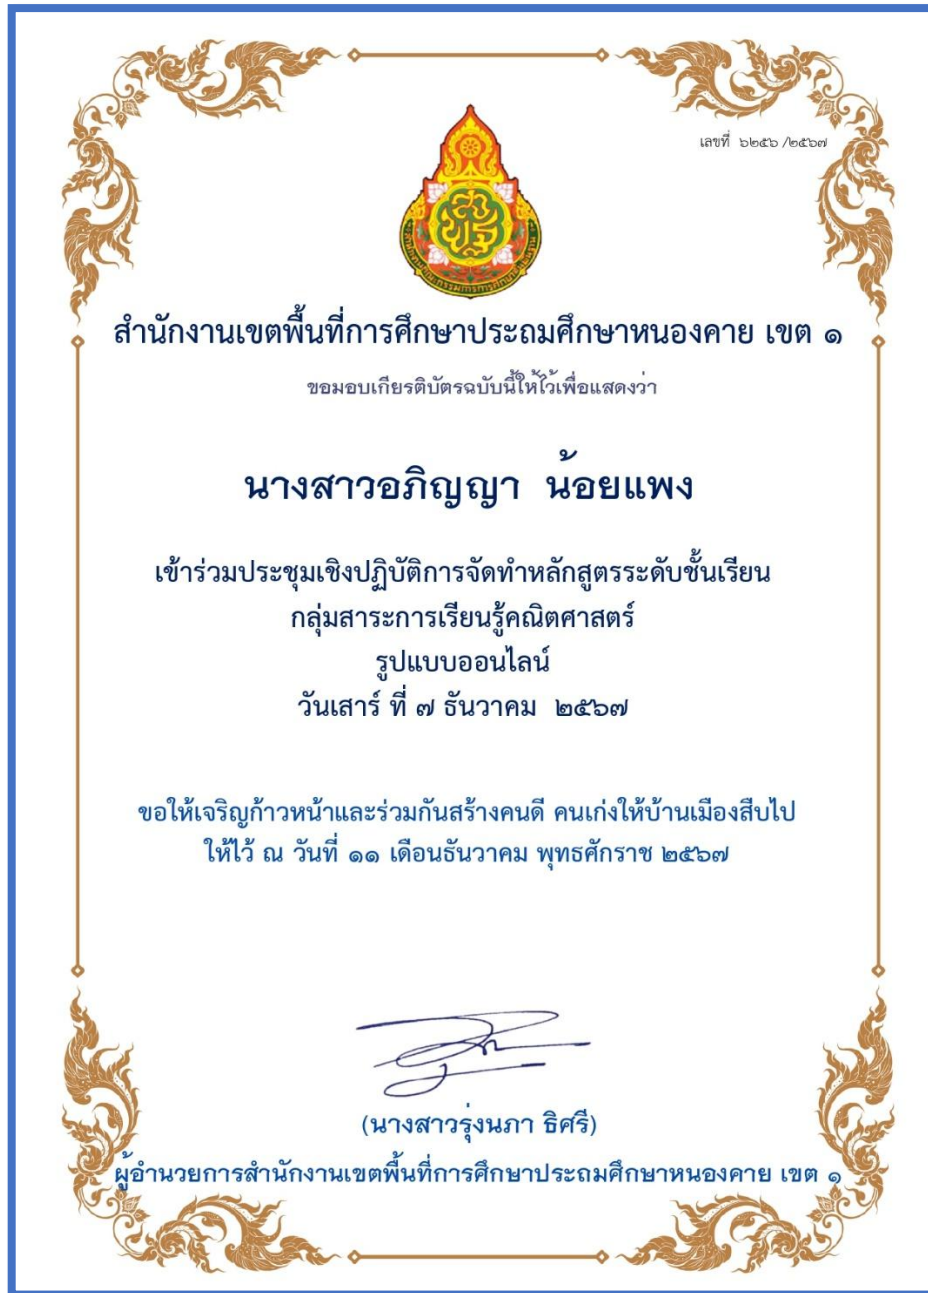 เลขที่ ๖๒๕๖ /๒๕๖๗
สำนักงานเขตพื้นที่การศึกษาประถมศึกษาหนองคาย เขต ๑
ขอมอบเกียรติบัตรฉบับนี้ให้ไว้เพื่อแสดงว่า
นางสาวอภิญญา น้อยแพง
เข้าร่วมประชุมเชิงปฏิบัติการจัดทำหลักสูตรระดับชั้นเรียน
กลุ่มสาระการเรียนรู้คณิตศาสตร์
รูปแบบออนไลน์
วันเสาร์ ที่ ๗ ธันวาคม ๒๕๖๗
ขอให้เจริญก้าวหน้าและร่วมกันสร้างคนดี คนเก่งให้บ้านเมืองสืบไป
ให้ไว้ ณ วันที่ ๑๑ เดือนธันวาคม พุทธศักราช ๒๕๖๗
(นางสาวรุ่งนภา ธิศรี)
ผู้อำนวยการสำนักงานเขตพื้นที่การศึกษาประถมศึกษาหนองคาย เขต ๑